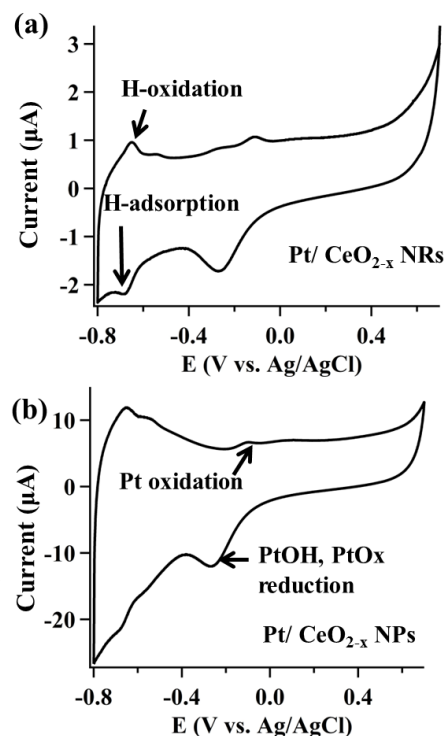 (a)
3
2
1
0
-1
-2
Current (µA)
H-oxidation
H-adsorption
Pt/ CeO2-x NRs
-0.8 -0.4 0.0 0.4
E (V vs. Ag/AgCl)
(b)
10
0
-10
-20
Current (µA)
Pt oxidation
PtOH, PtOx
reduction
Pt/ CeO2-x NPs
-0.8 -0.4 0.0 0.4
E (V vs. Ag/AgCl)